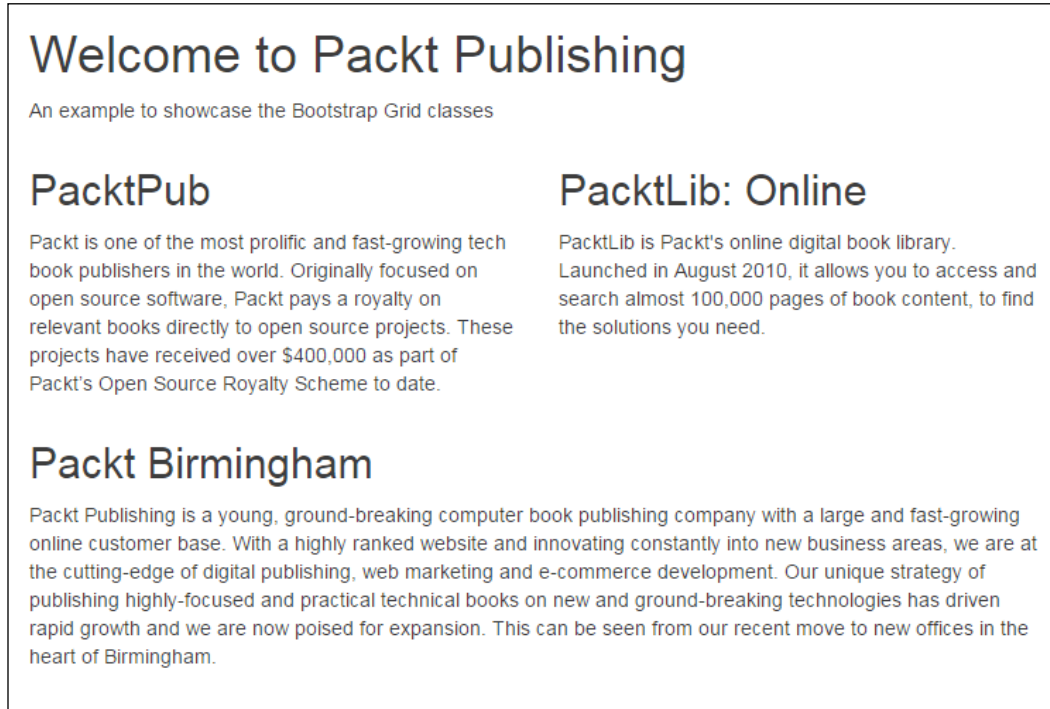 Welcome to Packt Publishing
An example to showcase the Bootstrap Grid classes
PacktPub
Packt is one of the most prolific and fast-growing tech
book publishers in the world. Originally focused on
open source software, Packt pays a royalty on
relevant books directly to open source projects. These
projects have received over $400,000 as part of
Packt’s Open Source Royalty Scheme to date.
PacktLib: Online
PacktLib is Packt's online digital book library.
Launched in August 2010, it allows you to access and
search almost 100,000 pages of book content, to find
the solutions you need.
Packt Birmingham
Packt Publishing is a young, ground-breaking computer book publishing company with a large and fast-growing
online customer base. With a highly ranked website and innovating constantly into new business areas, we are at
the cutting-edge of digital publishing, web marketing and e-commerce development. Our unique strategy of
publishing highly-focused and practical technical books on new and ground-breaking technologies has driven
rapid growth and we are now poised for expansion. This can be seen from our recent move to new offices in the
heart of Birmingham.